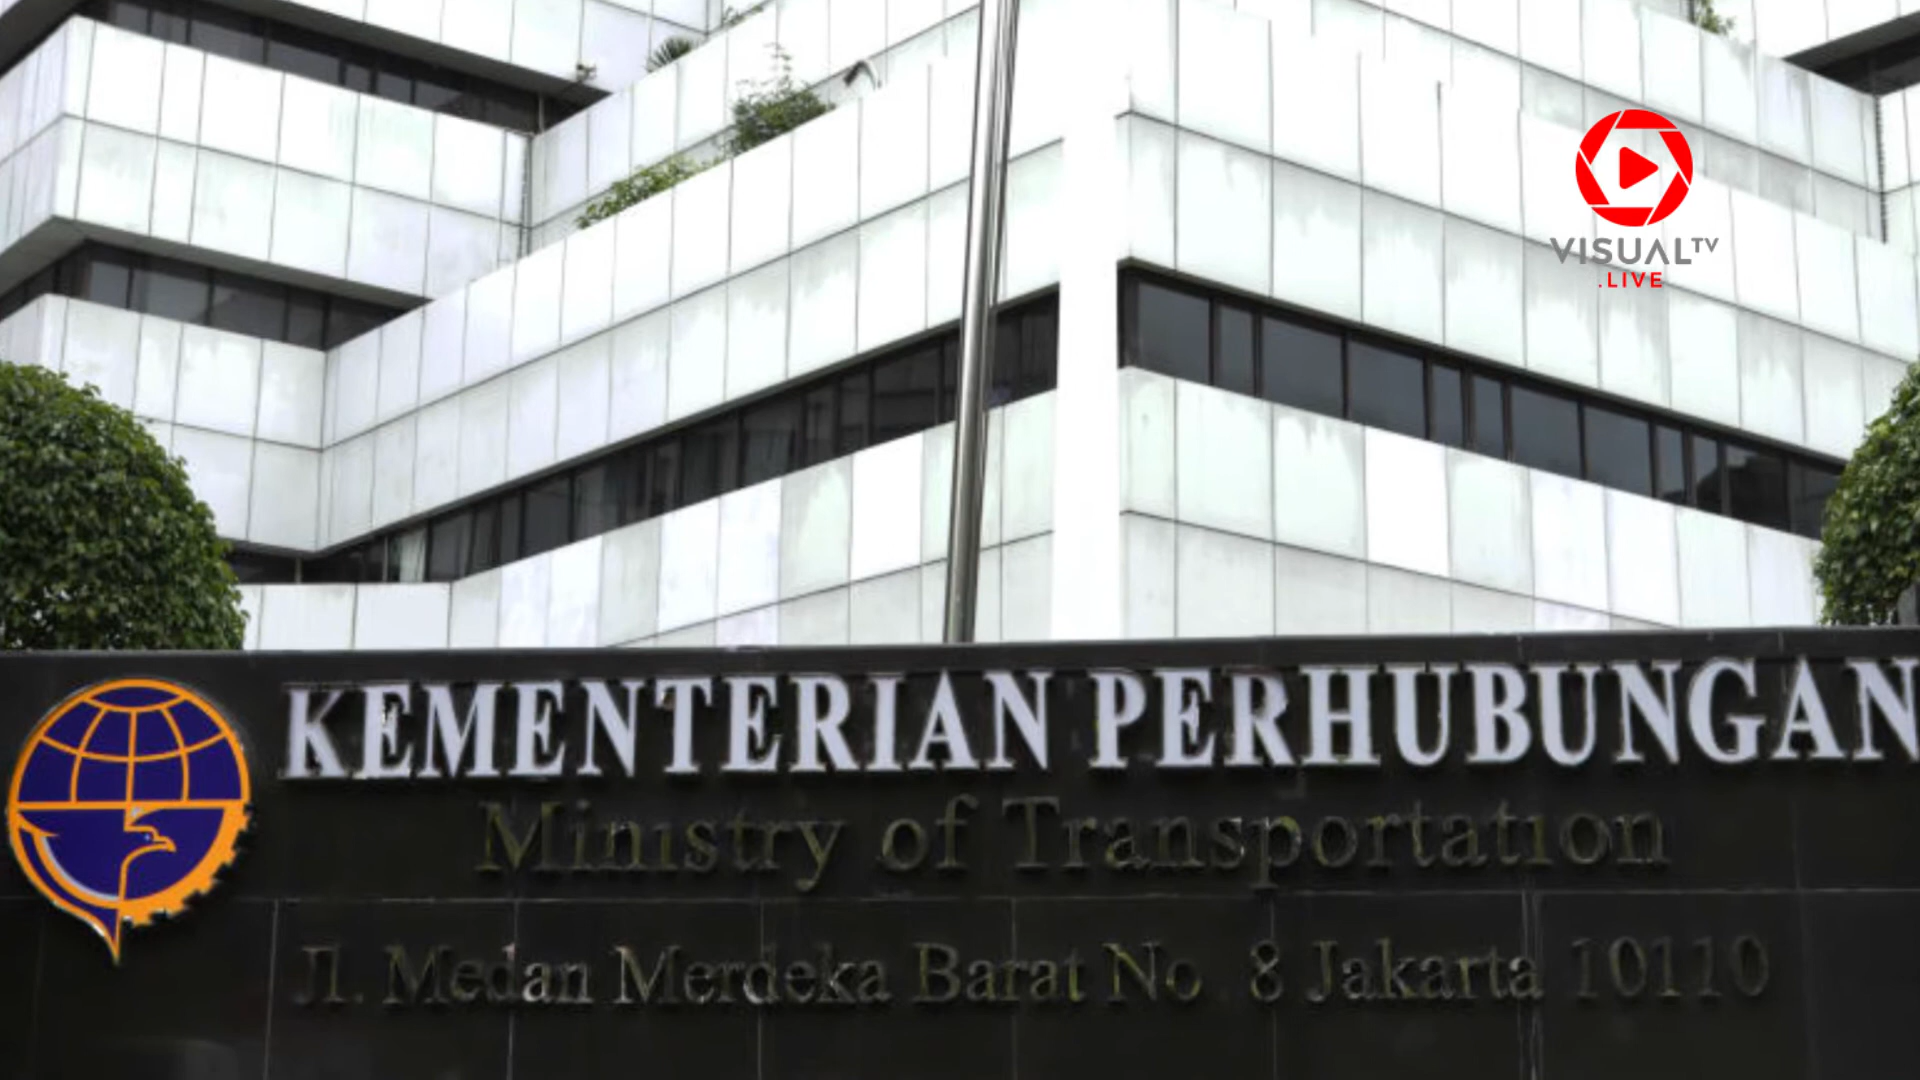 VISUALTV
.LIVE
KEMENTERIAN PERHUBUNGAN
Ministry of Transportation
Jl. Medan Merdeka Barat No. 8 Jakarta 10110